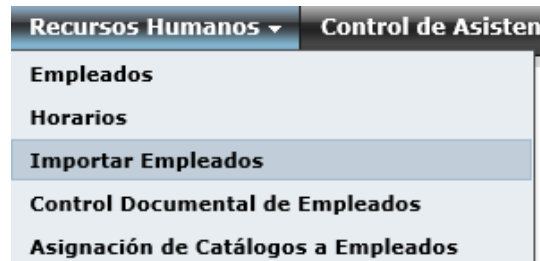 Recursos Humanos ▾ Control de Asisten
Empleados
Horarios
Importar Empleados
Control Documental de Empleados
Asignación de Catálogos a Empleados